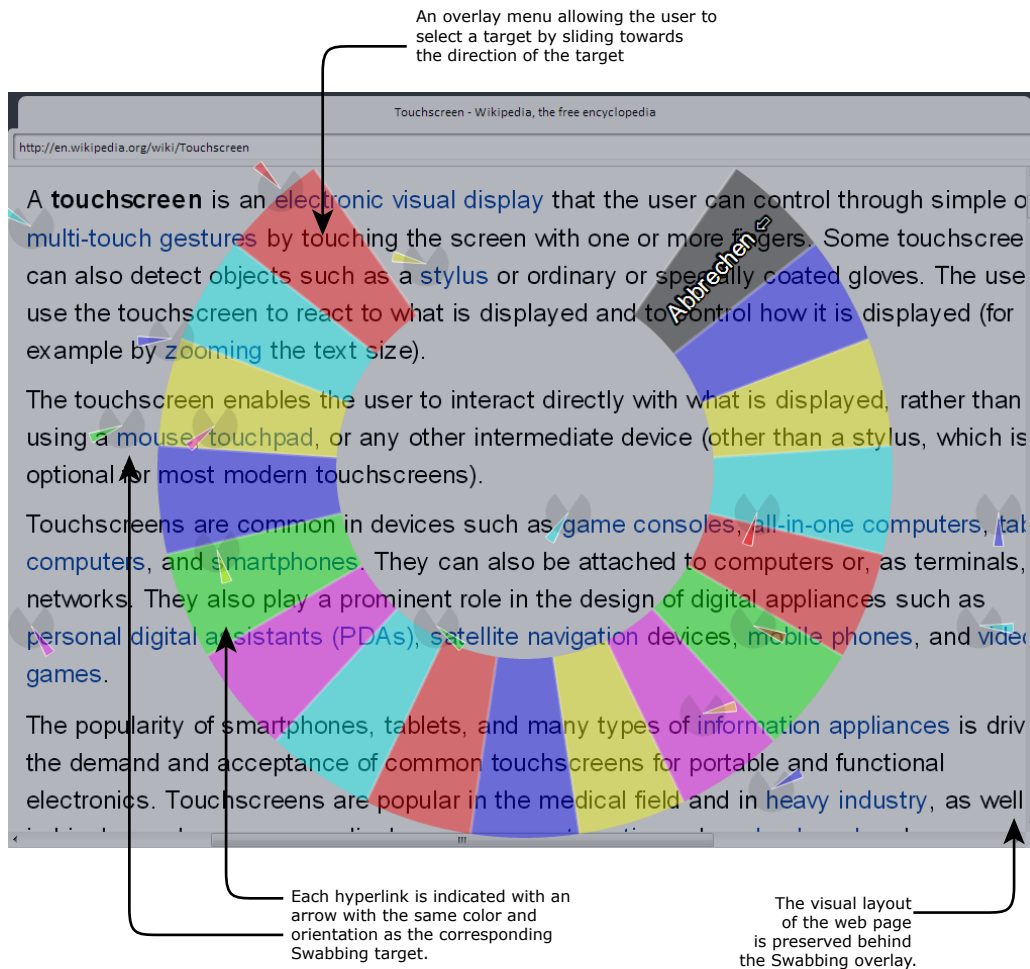 An overlay menu allowing the user to
select a target by sliding towards
the direction of the target
Touchscreen - Wikipedia, the free encyclopedia
http://en.wikipedia.org/wiki/Touchscreen
A touchscreen is an electronic visual display that the user can control through simple o
multi-touch gestures by touching the screen with one or more fingers. Some touchscree
can also detect objects such as a stylus or ordinary or specially coated gloves. The use
use the touchscreen to react to what is displayed and to control how it is displayed (for
example by zooming the text size).
Abbrechen
The touchscreen enables the user to interact directly with what is displayed, rather than
using a mouse, touchpad, or any other intermediate device (other than a stylus, which is
optional for most modern touchscreens).
Touchscreens are common in devices such as game consoles, all-in-one computers, tab
computers, and smartphones. They can also be attached to computers or, as terminals,
networks. They also play a prominent role in the design of digital appliances such as
personal digital assistants (PDAs), satellite navigation devices, mobile phones, and video
games.
The popularity of smartphones, tablets, and many types of information appliances is driv
the demand and acceptance of common touchscreens for portable and functional
electronics. Touchscreens are popular in the medical field and in heavy industry, as well
Each hyperlink is indicated with an
arrow with the same color and
orientation as the corresponding
Swabbing target.
The visual layout
of the web page
is preserved behind
the Swabbing overlay.